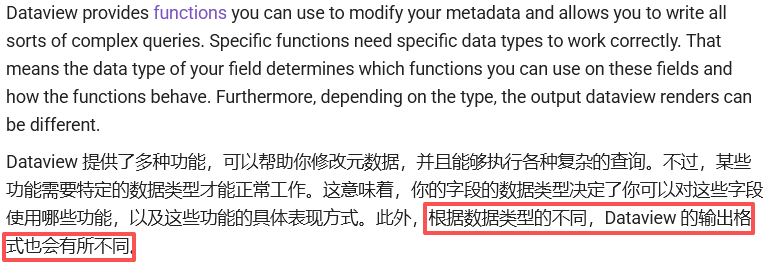 Dataview provides functions you can use to modify your metadata and allows you to write all
sorts of complex queries. Specific functions need specific data types to work correctly. That
means the data type of your field determines which functions you can use on these fields and
how the functions behave. Furthermore, depending on the type, the output dataview renders can
be different.
Dataview 提供了多种功能，可以帮助你修改元数据，并且能够执行各种复杂的查询。不过，某些
功能需要特定的数据类型才能正常工作。这意味着，你的字段的数据类型决定了你可以对这些字段
使用哪些功能，以及这些功能的具体表现方式。此外，根据数据类型的不同，Dataview 的输出格
式也会有所不同.